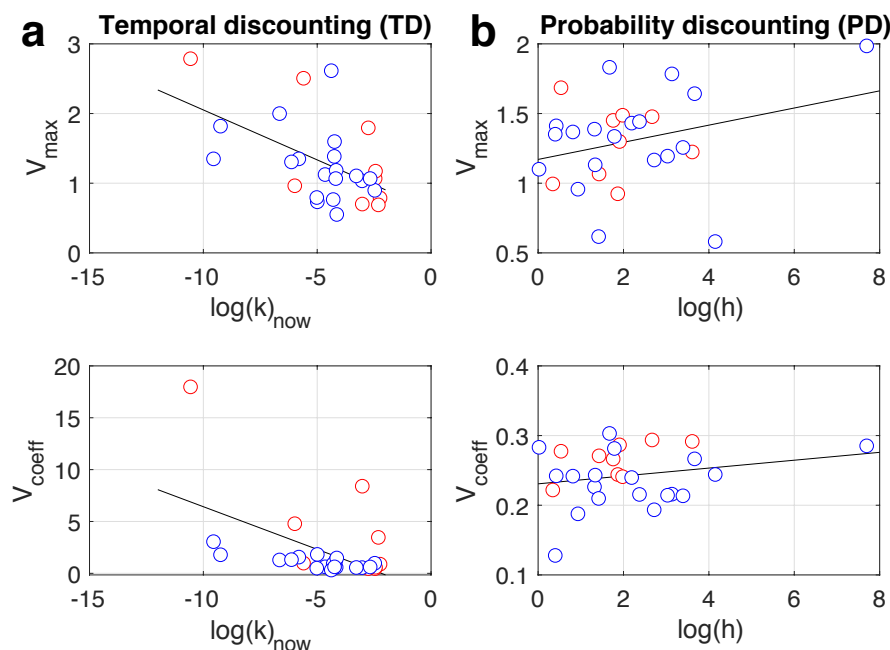 a Temporal discounting (TD)
b Probability discounting (PD)
3
2
1
0
V_max
-15 -10 -5 0
log(k)_now
2
1.5
1
0.5
V_max
0 2 4 6 8
log(h)
20
15
10
5
0
V_coeff
-15 -10 -5 0
log(k)_now
0.4
0.3
0.2
0.1
V_coeff
0 2 4 6 8
log(h)